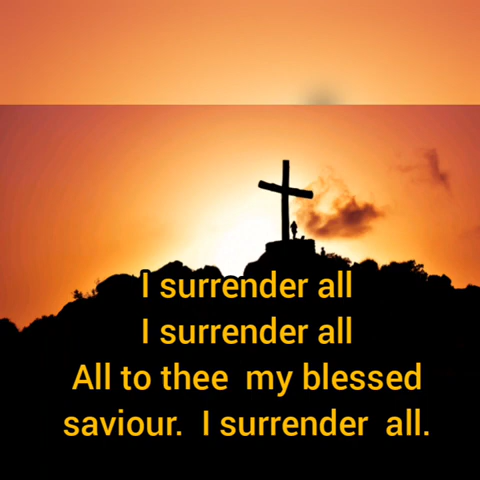 I surrender all
I surrender all
All to thee  my blessed
saviour.  I surrender  all.